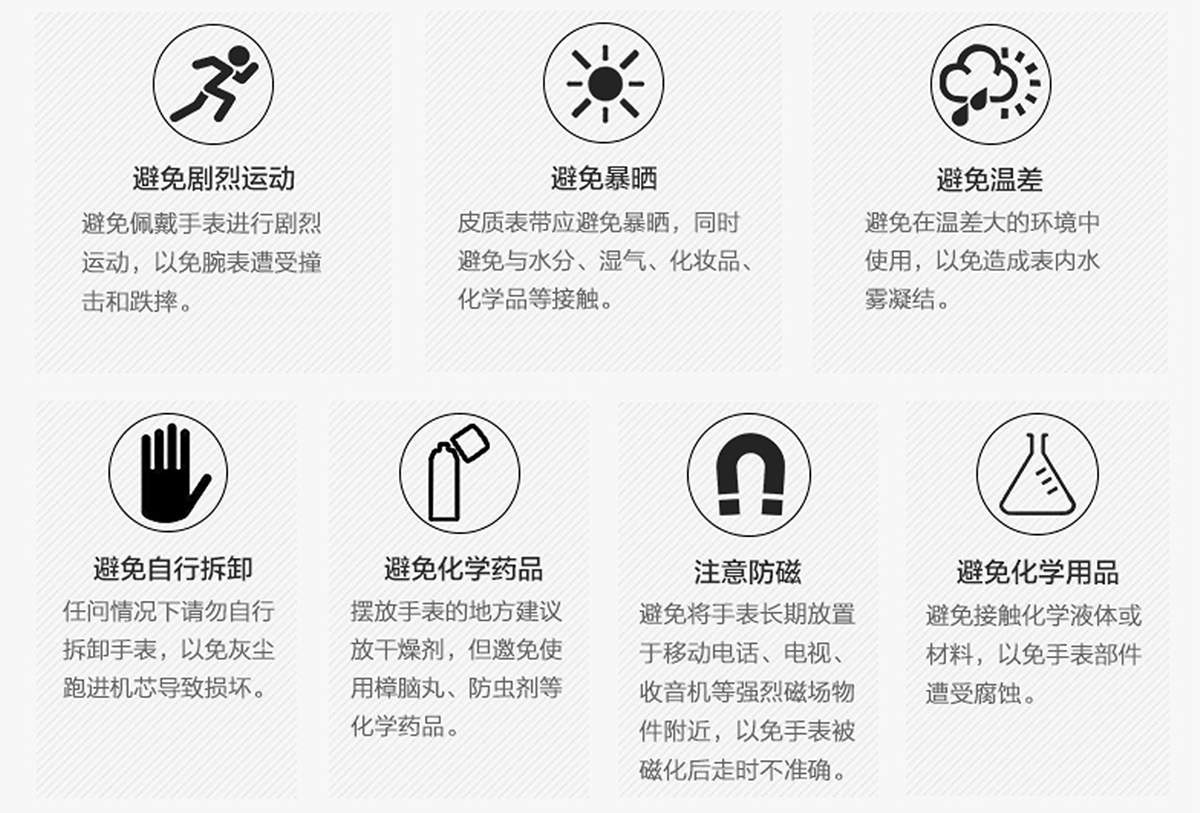 避免剧烈运动
避免佩戴手表进行剧烈
运动，以免腕表遭受撞
击和跌摔。
避免暴晒
皮质表带应避免暴晒，同时
避免与水分、湿气、化妆品、
化学品等接触。
避免温差
避免在温差大的环境中
使用，以免造成表内水
雾凝结。
避免自行拆卸
任问情况下请勿自行
拆卸手表，以免灰尘
跑进机芯导致损坏。
避免化学药品
摆放手表的地方建议
放干燥剂，但邀免使
用樟脑丸、防虫剂等
化学药品。
注意防磁
避免将手表长期放置
于移动电话、电视、
收音机等强烈磁场物
件附近，以免手表被
磁化后走时不准确。
避免化学用品
避免接触化学液体或
材料，以免手表部件
遭受腐蚀。